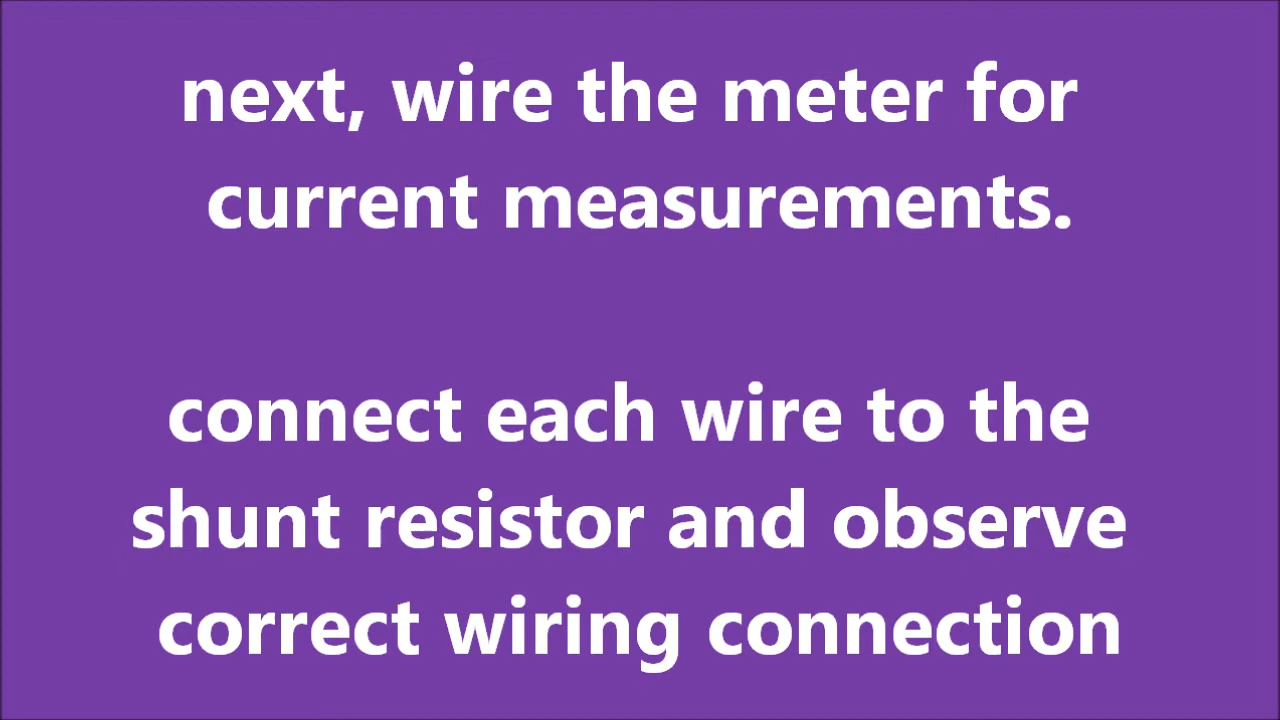 next, wire the meter for
current measurements.
connect each wire to the
shunt resistor and observe
correct wiring connection